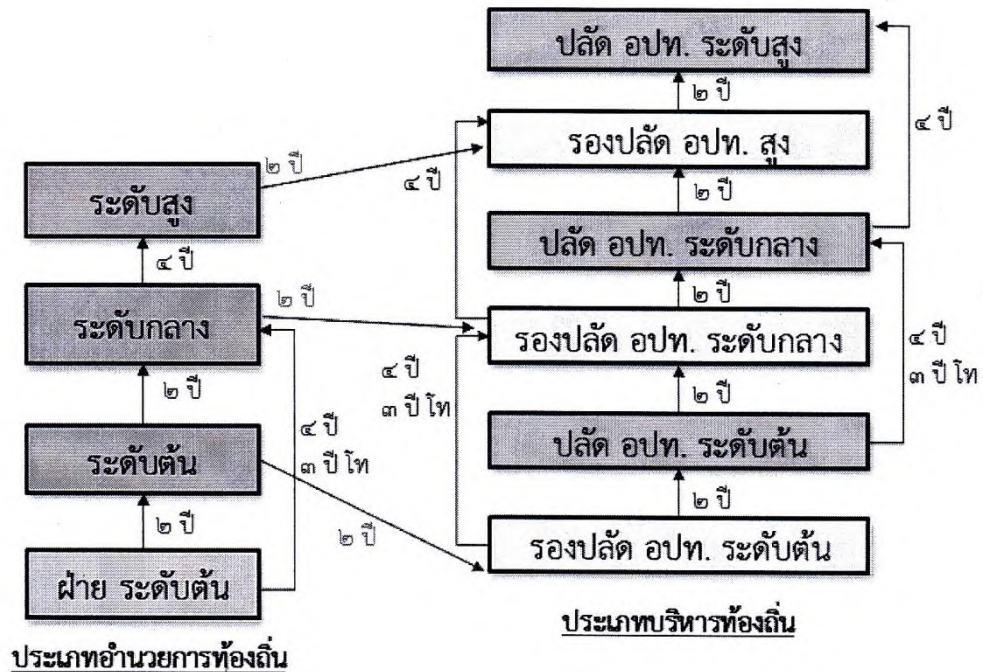 ปลัด อปท. ระดับสูง
๒ ปี
๔ ปี
รองปลัด อปท. สูง
๒ ปี
๔ ปี
๒ ปี
ระดับสูง
ปลัด อปท. ระดับกลาง
๔ ปี
๒ ปี
๒ ปี
ระดับกลาง
รองปลัด อปท. ระดับกลาง
๔ ปี
๓ ปี โท
๒ ปี
๔ ปี
๓ ปี โท
๒ ปี
ระดับต้น
๔ ปี
๓ ปี โท
ปลัด อปท. ระดับต้น
๒ ปี
๒ ปี
๒ ปี
ฝ่าย ระดับต้น
รองปลัด อปท. ระดับต้น
ประเภทอำนวยการท้องถิ่น
ประเภทบริหารท้องถิ่น